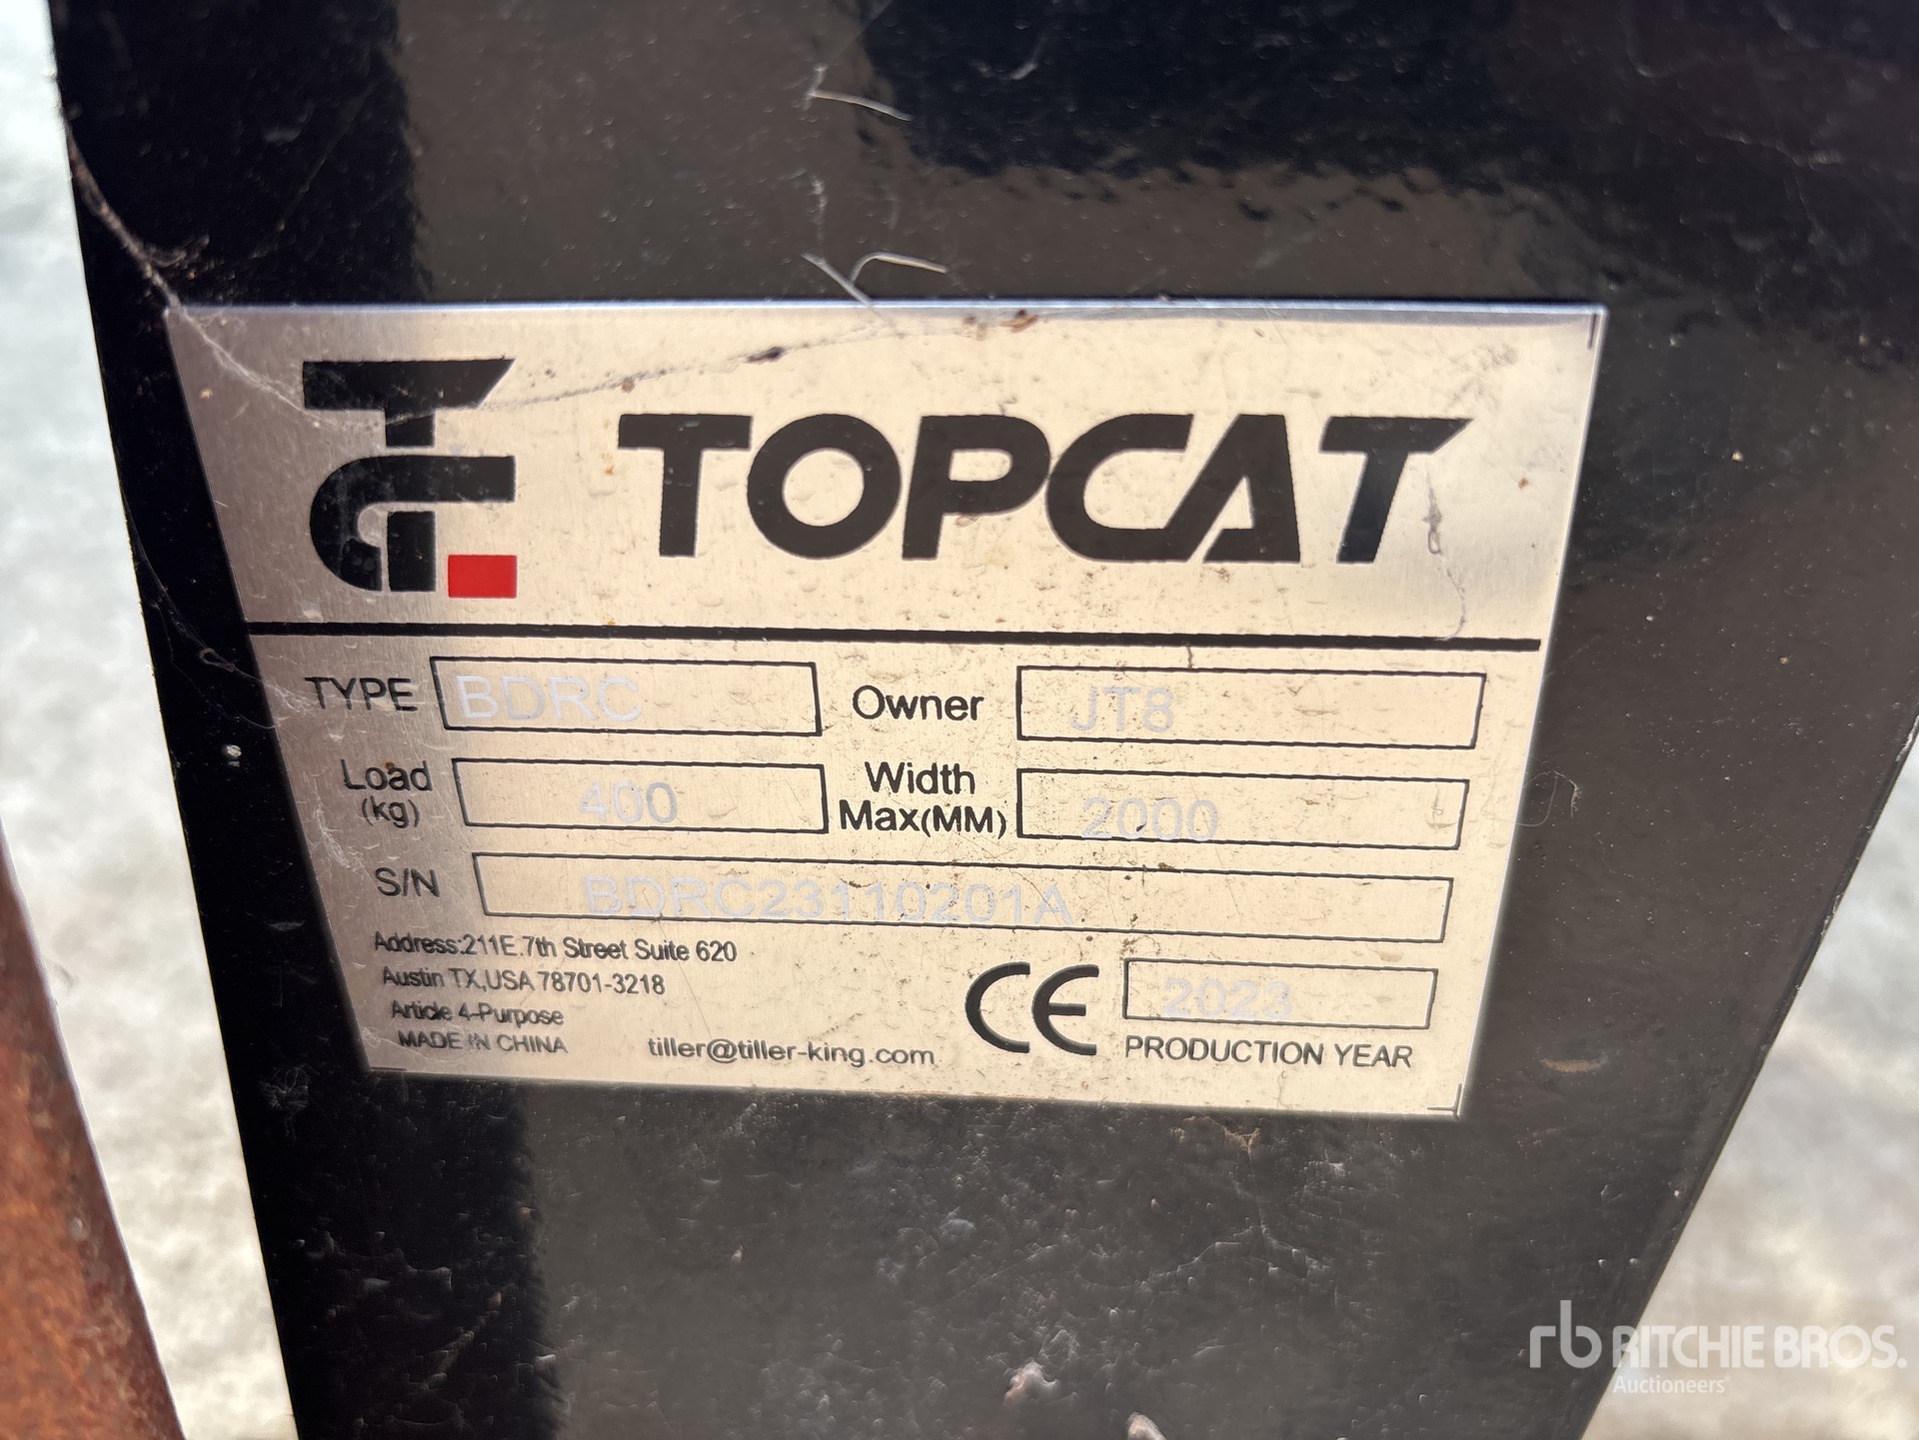 TOPCAT
TYPE BDRC Owner JT8
Load (kg) 400 Width Max(MM) 2000
S/N BDRC23110201A
Address:211E.7th Street Suite 620
Austin TX,USA 78701-3218
Article 4-Purpose
MADE IN CHINA
tiller@tiller-king.com
CE
2023
PRODUCTION YEAR
rb RITCHIE BROS.
Auctioneers